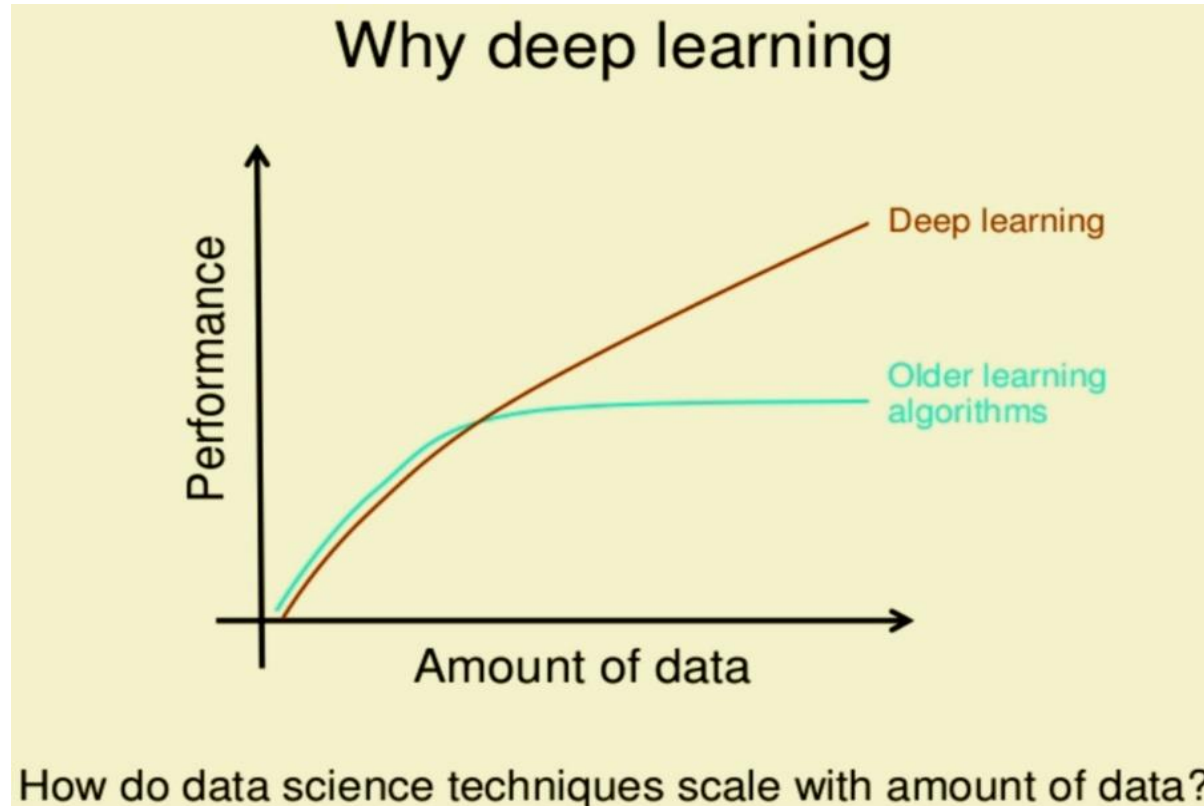 Why deep learning
Performance
Deep learning
Older learning
algorithms
Amount of data
How do data science techniques scale with amount of data?